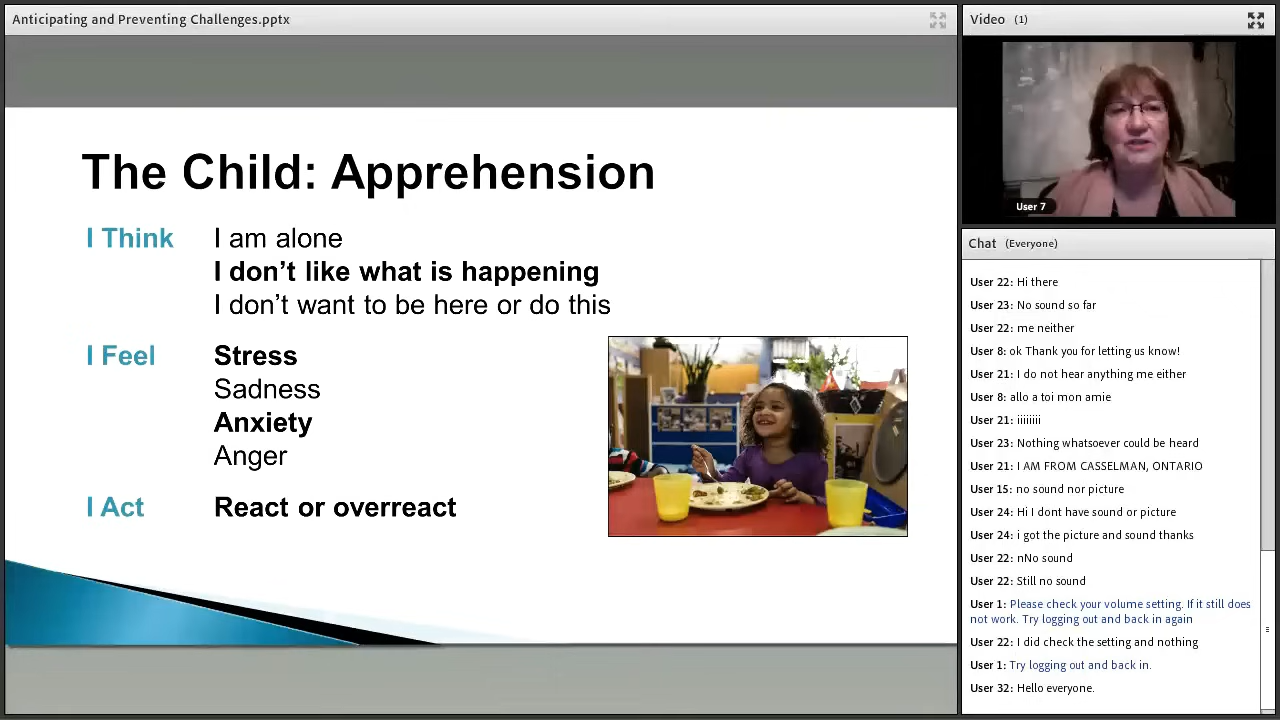 Anticipating and Preventing Challenges.pptx
The Child: Apprehension
I Think I am alone
I don’t like what is happening
I don’t want to be here or do this
I Feel Stress
Sadness
Anxiety
Anger
I Act React or overreact
Video (1)
User 7
Chat (Everyone)
User 22: Hi there
User 23: No sound so far
User 22: me neither
User 8: ok Thank you for letting us know!
User 21: I do not hear anything me either
User 8: allo a toi mon amie
User 21: iiiiiiii
User 23: Nothing whatsoever could be heard
User 21: I AM FROM CASSELMAN, ONTARIO
User 15: no sound nor picture
User 24: Hi I dont have sound or picture
User 24: i got the picture and sound thanks
User 22: nNo sound
User 22: Still no sound
User 1: Please check your volume setting. If it still does
not work. Try logging out and back in again
User 22: I did check the setting and nothing
User 1: Try logging out and back in.
User 32: Hello everyone.